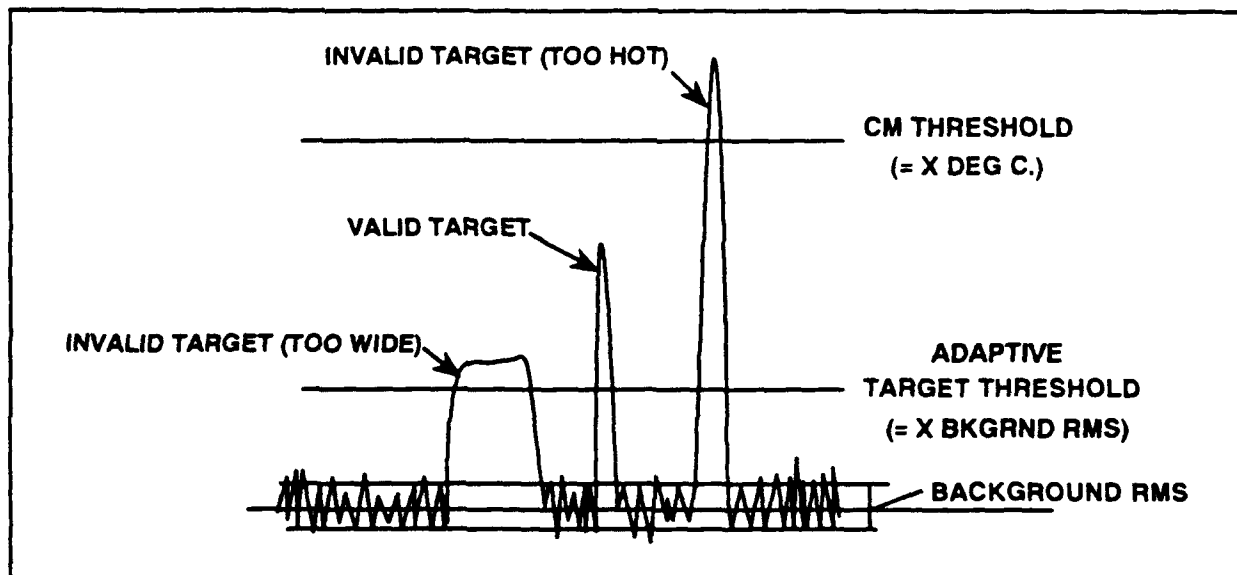 INVALID TARGET (TOO HOT)
CM THRESHOLD
(= X DEG C.)
VALID TARGET
INVALID TARGET (TOO WIDE)
ADAPTIVE
TARGET THRESHOLD
(= X BKGRND RMS)
BACKGROUND RMS